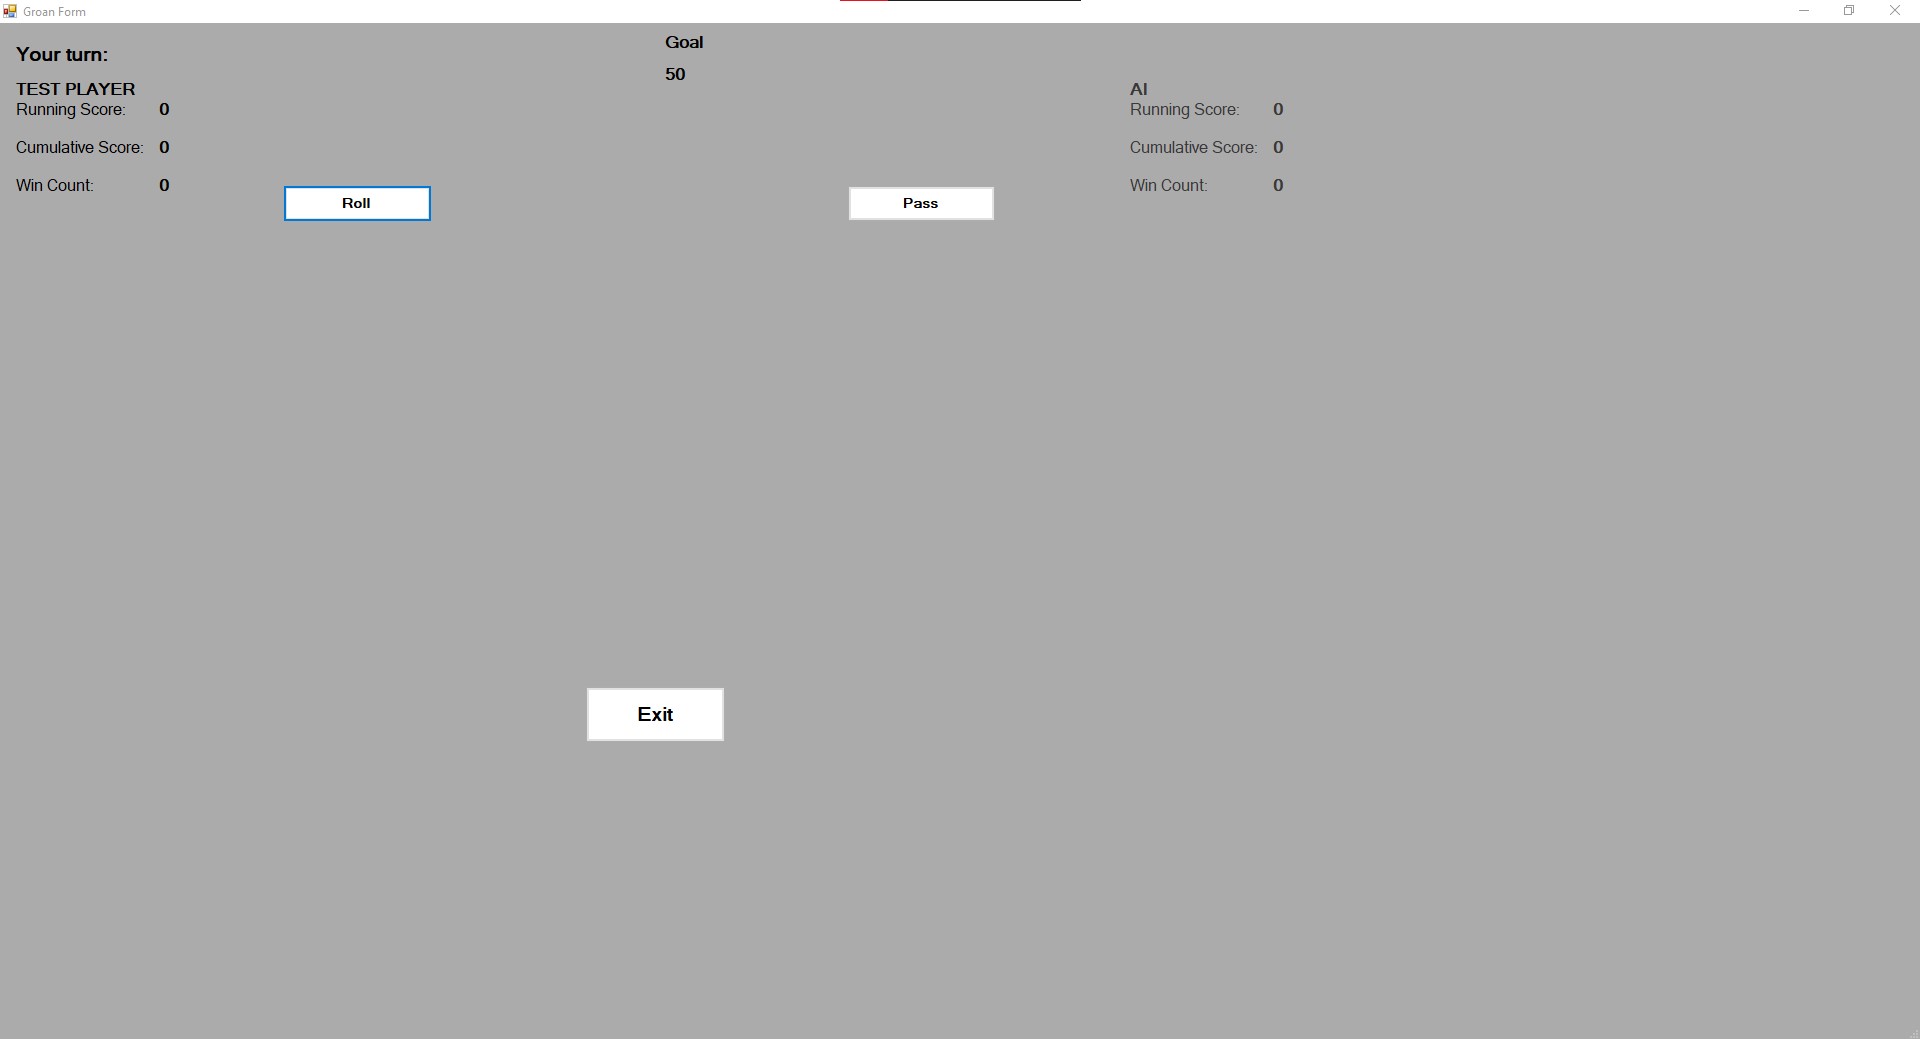 Groan Form
Goal
Your turn:
50
TEST PLAYER
Running Score: 0
Cumulative Score: 0
Win Count: 0
AI
Running Score: 0
Cumulative Score: 0
Win Count: 0
Roll
Pass
Exit